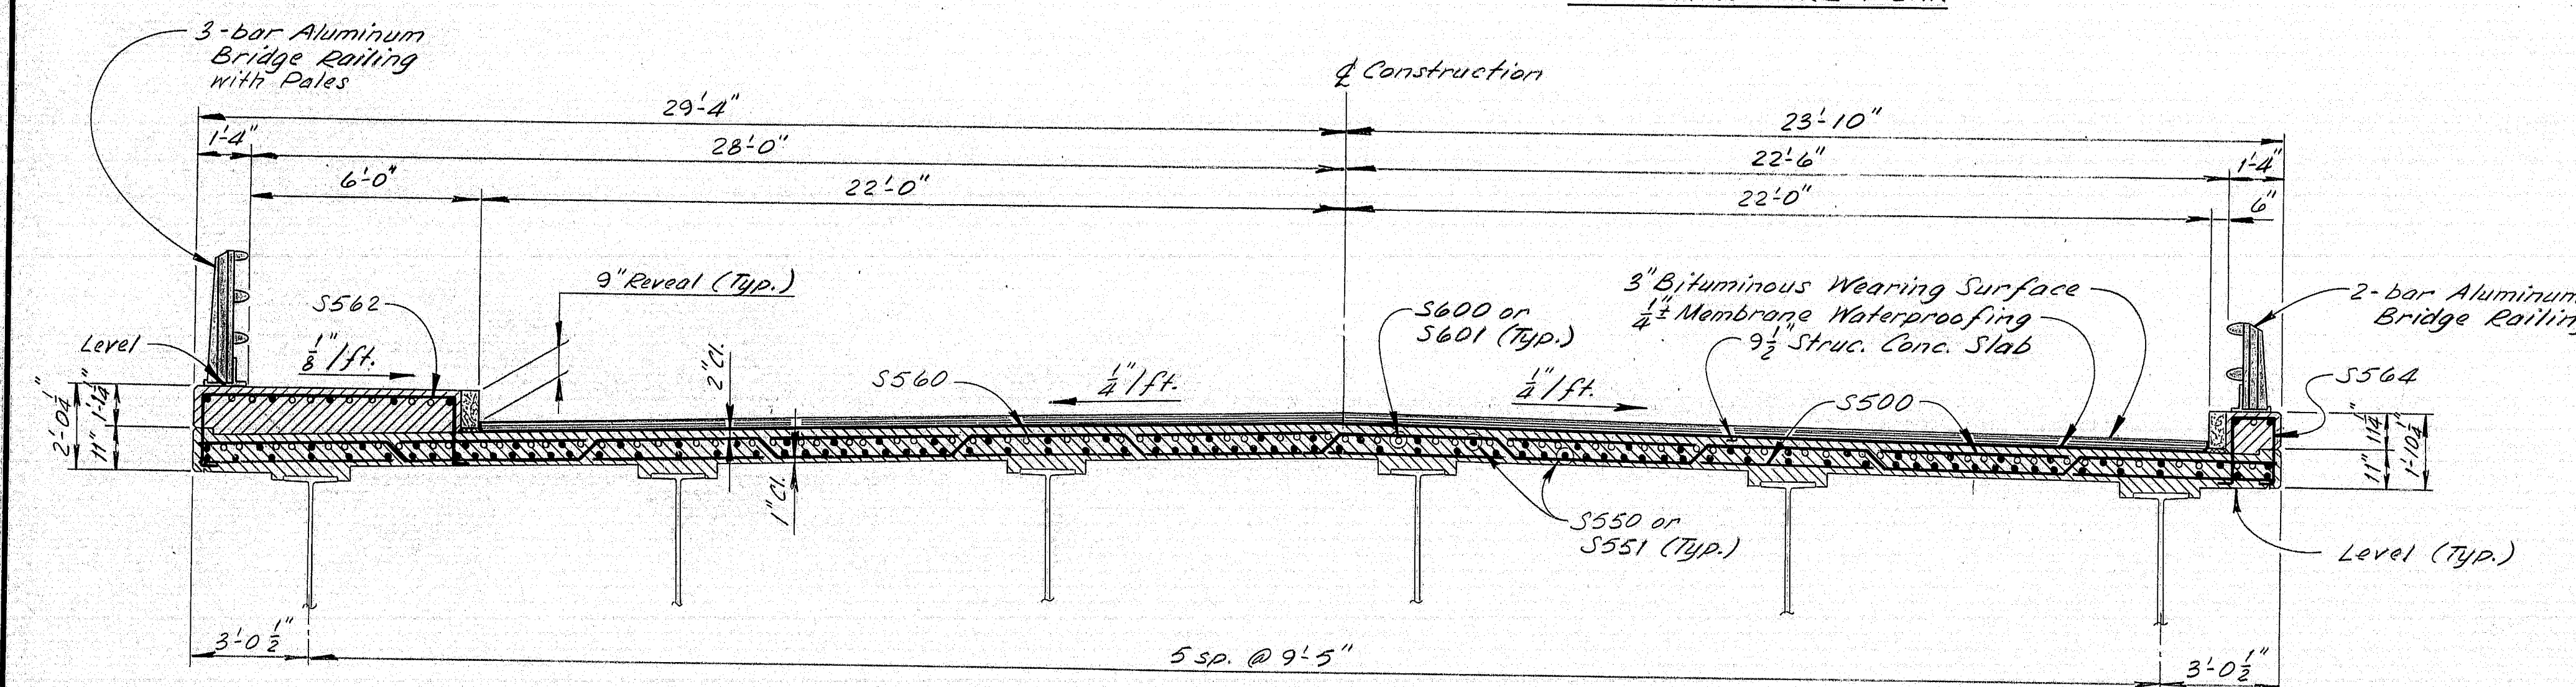 3-bar Aluminum
Bridge Railing
with Pales
℄ Construction
29'-4"
23'-10"
1'-4"
28'-0"
22'-6"
1'-4"
6'-0"
22'-0"
22'-0"
6"
9" Reveal (Typ.)
S562
Level
1/8"/ft.
2" Cl.
S560
1/4"/ft.
S600 or
S601 (Typ.)
3" Bituminous Wearing Surface
1/4"± Membrane Waterproofing
9 1/2" Struc. Conc. Slab
1/4"/ft.
S500
2-bar Aluminum
Bridge Railing
S564
2'-0 1/4"
1'-1 1/4"
11"
1" Cl.
S550 or
S551 (Typ.)
11 1/4"
11"
1'-10 1/4"
Level (Typ.)
3'-0 1/2"
5 sp. @ 9'-5"
3'-0 1/2"